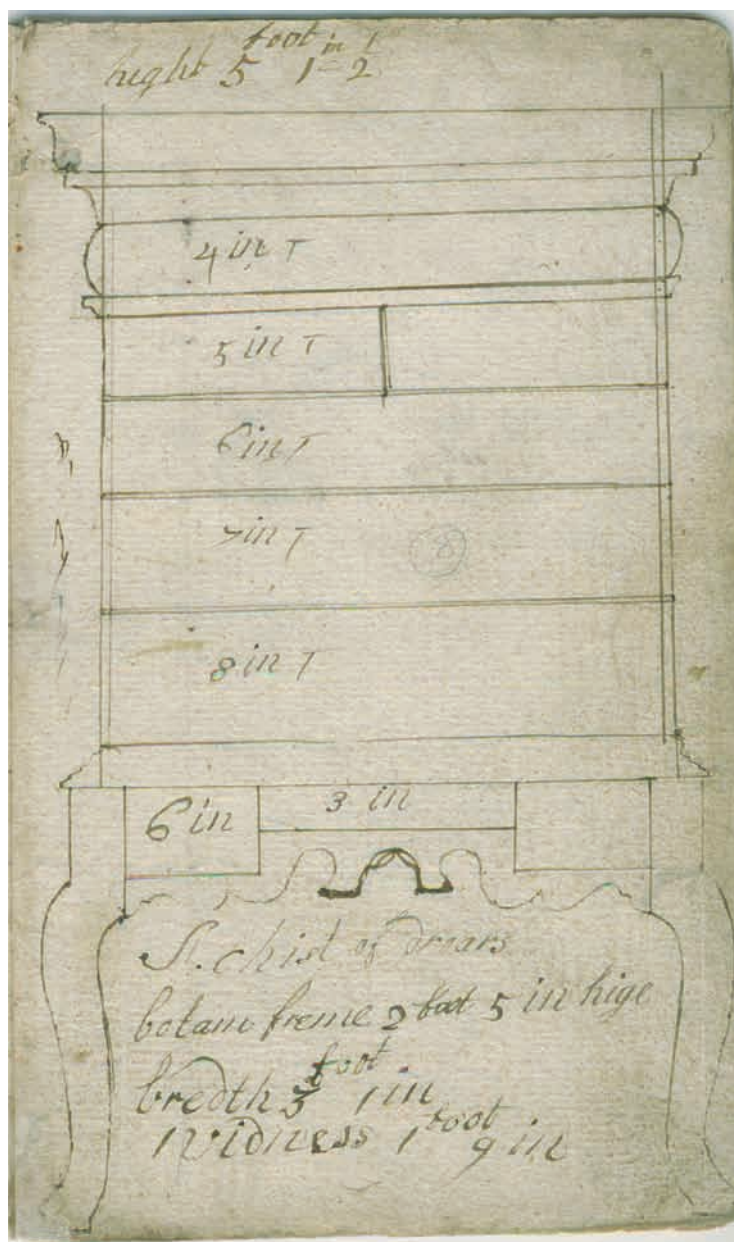 hight 5 foot 1 in 1/2
4 in T
5 in T
6 in T
7 in T
8 in T
6 in
3 in
chist of drears
botam freme 2 foot 5 in hige
bredth 3 foot 1 in
widness 1 foot 9 in